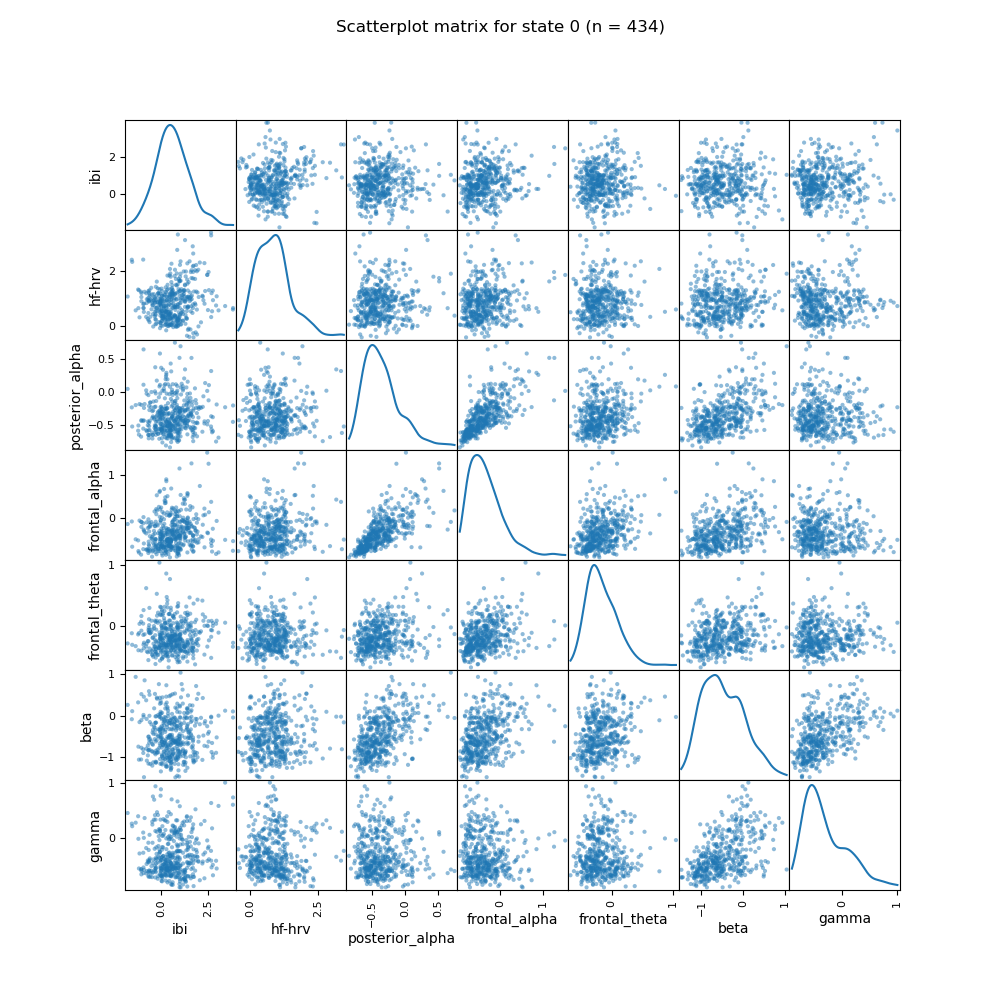 Scatterplot matrix for state 0 (n = 434)
ibi
2
0
hf-hrv
2
0
posterior_alpha
0.5
0.0
−0.5
frontal_alpha
1
0
frontal_theta
1
0
beta
1
0
−1
gamma
1
0
0.0 2.5 0.0 2.5 −0.5 0.0 0.5 0 1 0 1 −1 0 1 0 1
ibi hf-hrv posterior_alpha frontal_alpha frontal_theta beta gamma